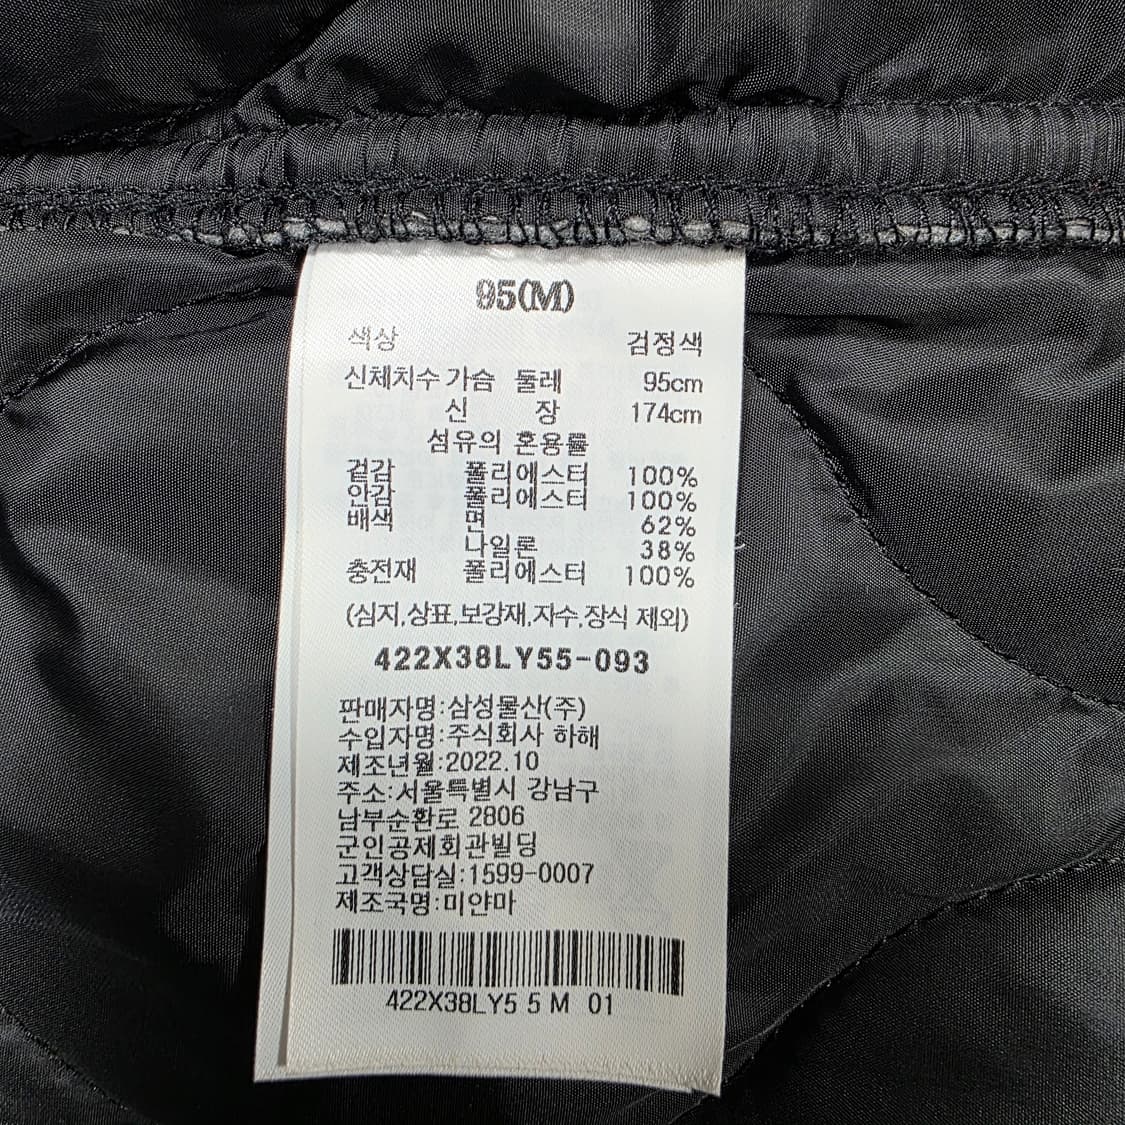 95(M)
색상 검정색
신체치수 가슴 둘레 95cm
신 장 174cm
섬유의 혼용률
겉감 폴리에스터 100%
안감 폴리에스터 100%
배색 면 62%
나일론 38%
충전재 폴리에스터 100%
(심지,상표,보강재,자수,장식 제외)
422X38LY55-093
판매자명:삼성물산(주)
수입자명:주식회사 하해
제조년월:2022.10
주소:서울특별시 강남구
남부순환로 2806
군인공제회관빌딩
고객상담실:1599-0007
제조국명:미얀마
422X38LY5 5 M 01